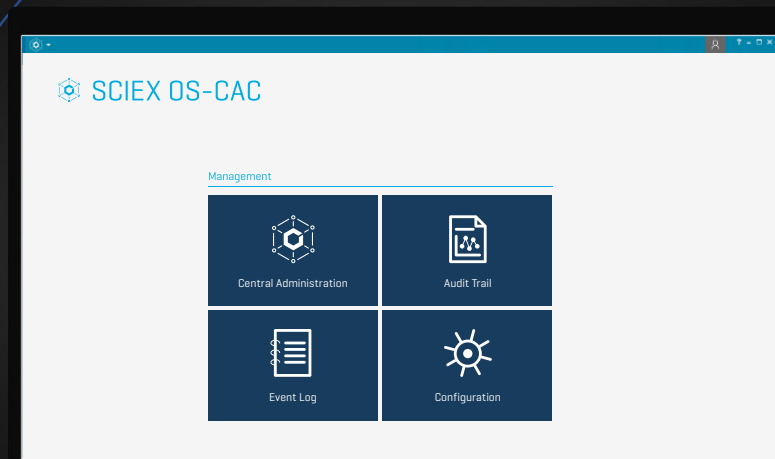 SCIEX OS-CAC
Management
Central Administration
Audit Trail
Event Log
Configuration